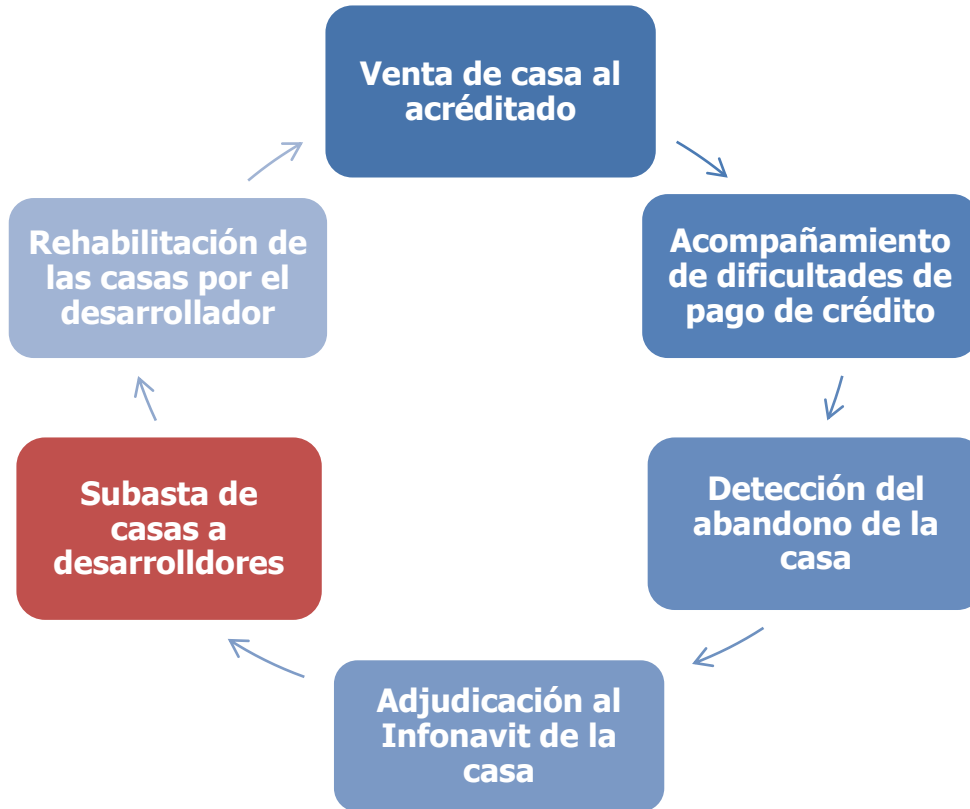 Venta de casa al
acréditado
Acompañamiento
de dificultades de
pago de crédito
Detección del
abandono de la
casa
Adjudicación al
Infonavit de la
casa
Subasta de
casas a
desarrolldores
Rehabilitación de
las casas por el
desarrollador